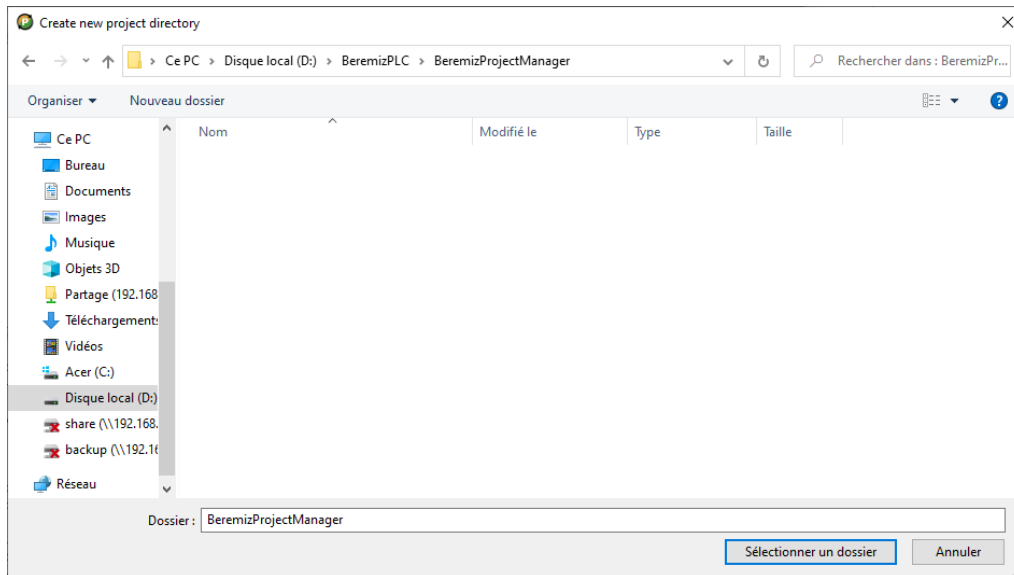 Create new project directory
Ce PC > Disque local (D:) > BeremizPLC > BeremizProjectManager
Rechercher dans : BeremizPr...
Organiser
Nouveau dossier
Nom
Modifié le
Type
Taille
Ce PC
Bureau
Documents
Images
Musique
Objets 3D
Partage (192.168
Téléchargements
Vidéos
Acer (C:)
Disque local (D:)
share (\\192.168.
backup (\\192.16
Réseau
Dossier : BeremizProjectManager
Sélectionner un dossier
Annuler